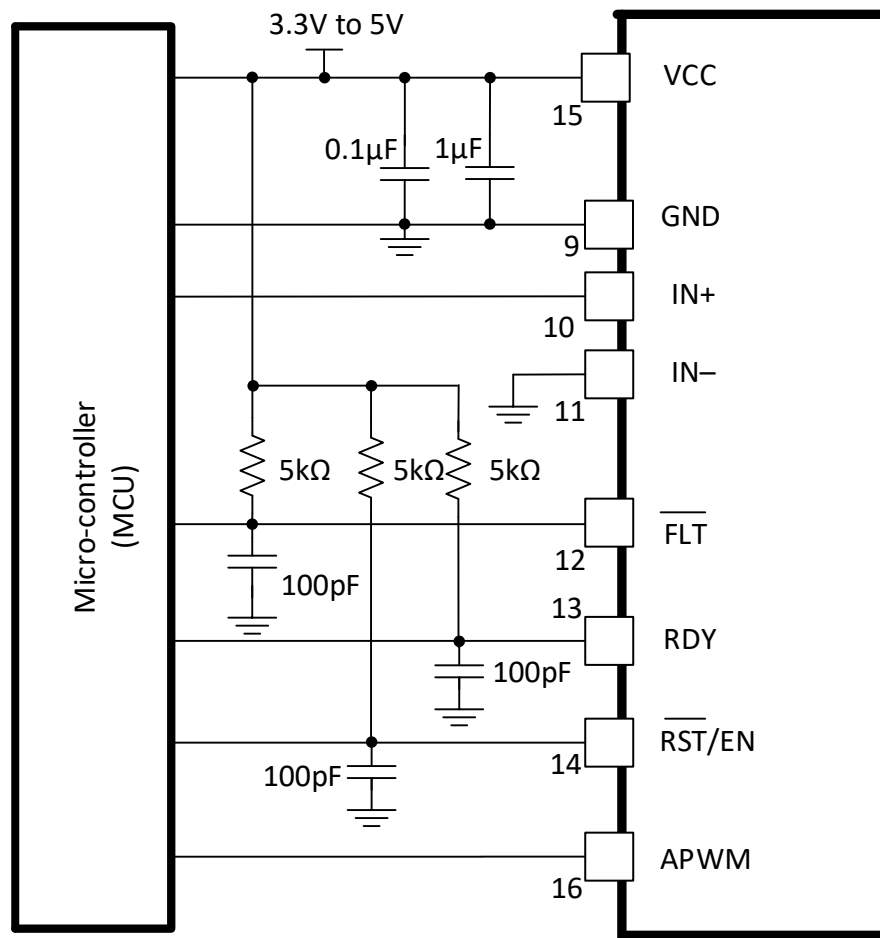 3.3V to 5V
VCC
15
0.1µF
1µF
GND
9
IN+
10
IN–
11
Micro-controller
(MCU)
5kΩ
5kΩ
5kΩ
FLT
12
100pF
13
RDY
100pF
RST/EN
14
100pF
APWM
16